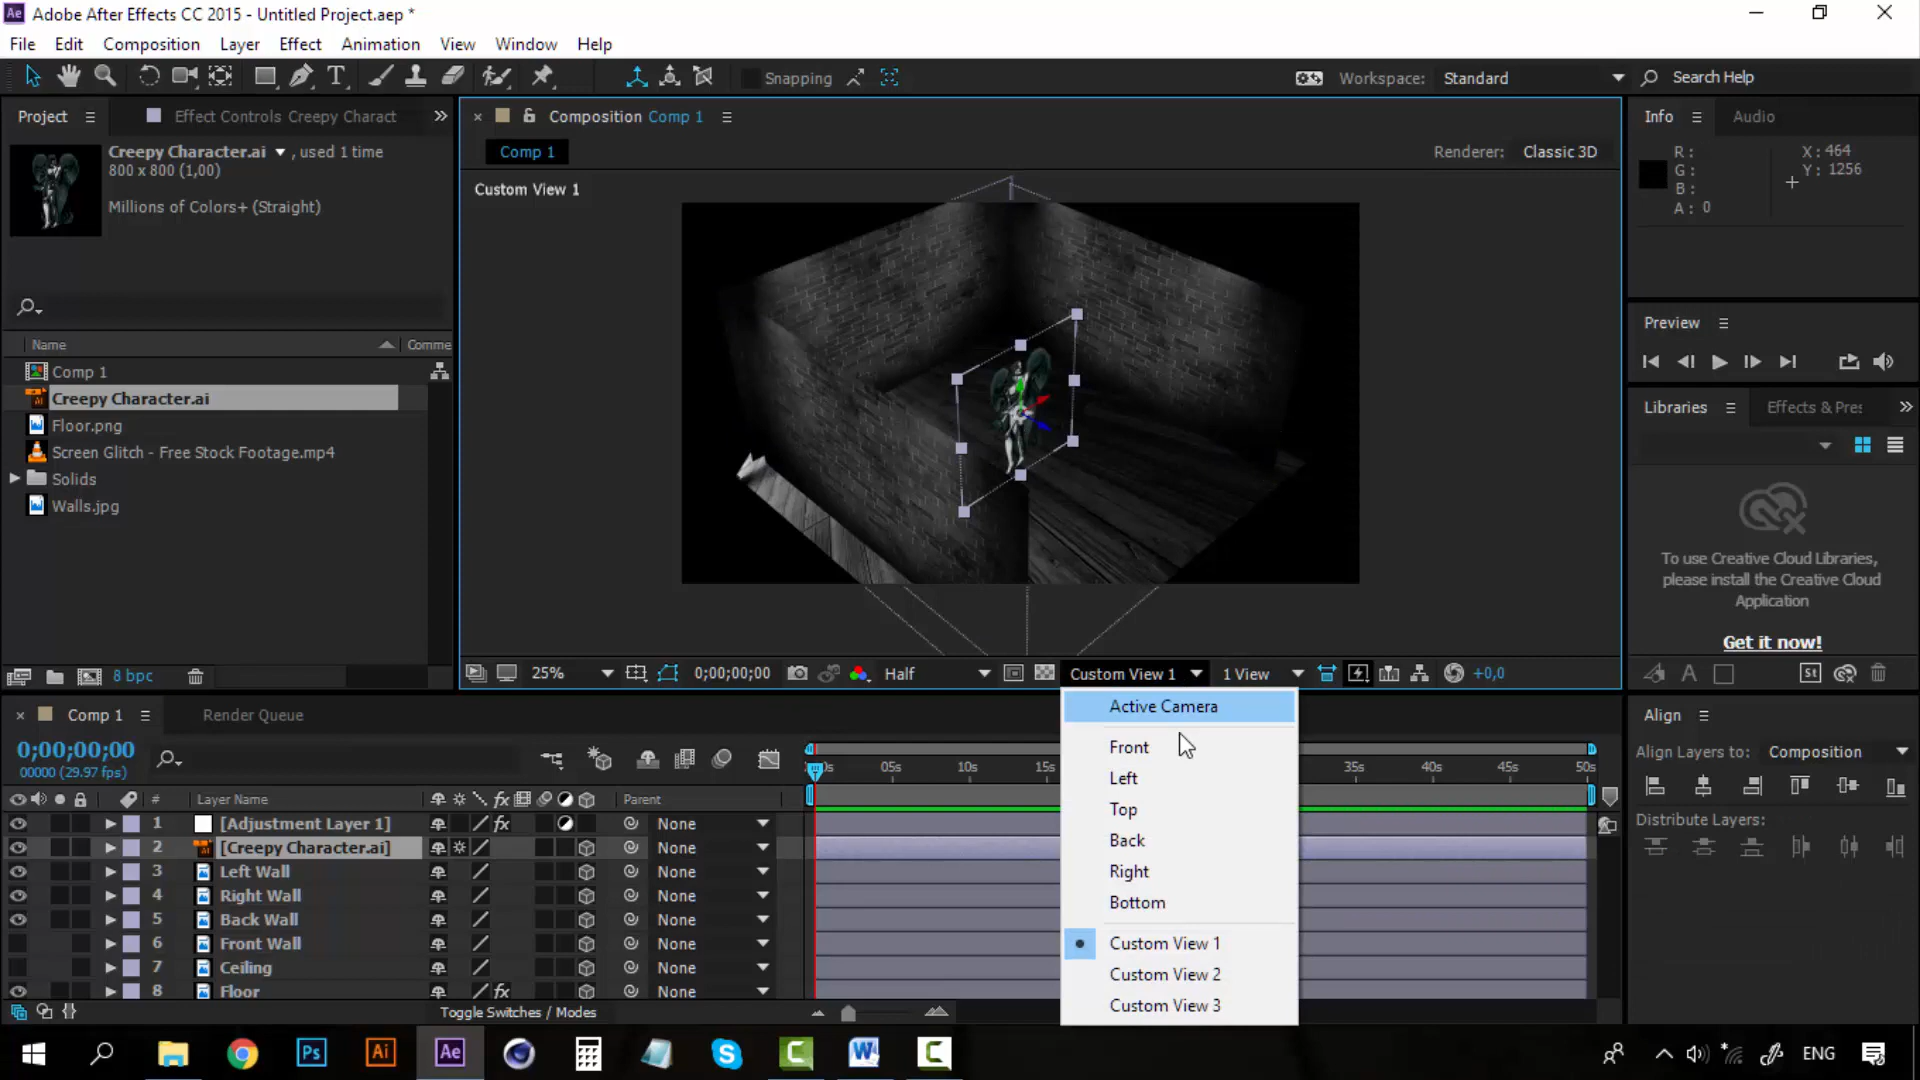 Adobe After Effects CC 2015 - Untitled Project.aep *
File Edit Composition Layer Effect Animation View Window Help
Snapping
Workspace: Standard
Search Help
Project
Effect Controls Creepy Charact
Creepy Character.ai , used 1 time
800 x 800 (1,00)
Millions of Colors+ (Straight)
Name
Comme
Comp 1
Creepy Character.ai
Floor.png
Screen Glitch - Free Stock Footage.mp4
Solids
Walls.jpg
8 bpc
Composition Comp 1
Comp 1
Renderer: Classic 3D
Custom View 1
25%
0;00;00;00
Half
Custom View 1
1 View
+0,0
Active Camera
Front
Left
Top
Back
Right
Bottom
Custom View 1
Custom View 2
Custom View 3
Info
Audio
R:
G:
B:
A: 0
X: 464
Y: 1256
Preview
Libraries
Effects & Pre
To use Creative Cloud Libraries,
please install the Creative Cloud
Application
Get it now!
Align
Align Layers to: Composition
Distribute Layers:
Comp 1
Render Queue
0;00;00;00
00000 (29.97 fps)
0s 05s 10s 15s 35s 40s 45s 50s
# Layer Name
Parent
1 [Adjustment Layer 1] None
2 [Creepy Character.ai] None
3 Left Wall None
4 Right Wall None
5 Back Wall None
6 Front Wall None
7 Ceiling None
8 Floor None
Toggle Switches / Modes
Ps Ai Ae
ENG